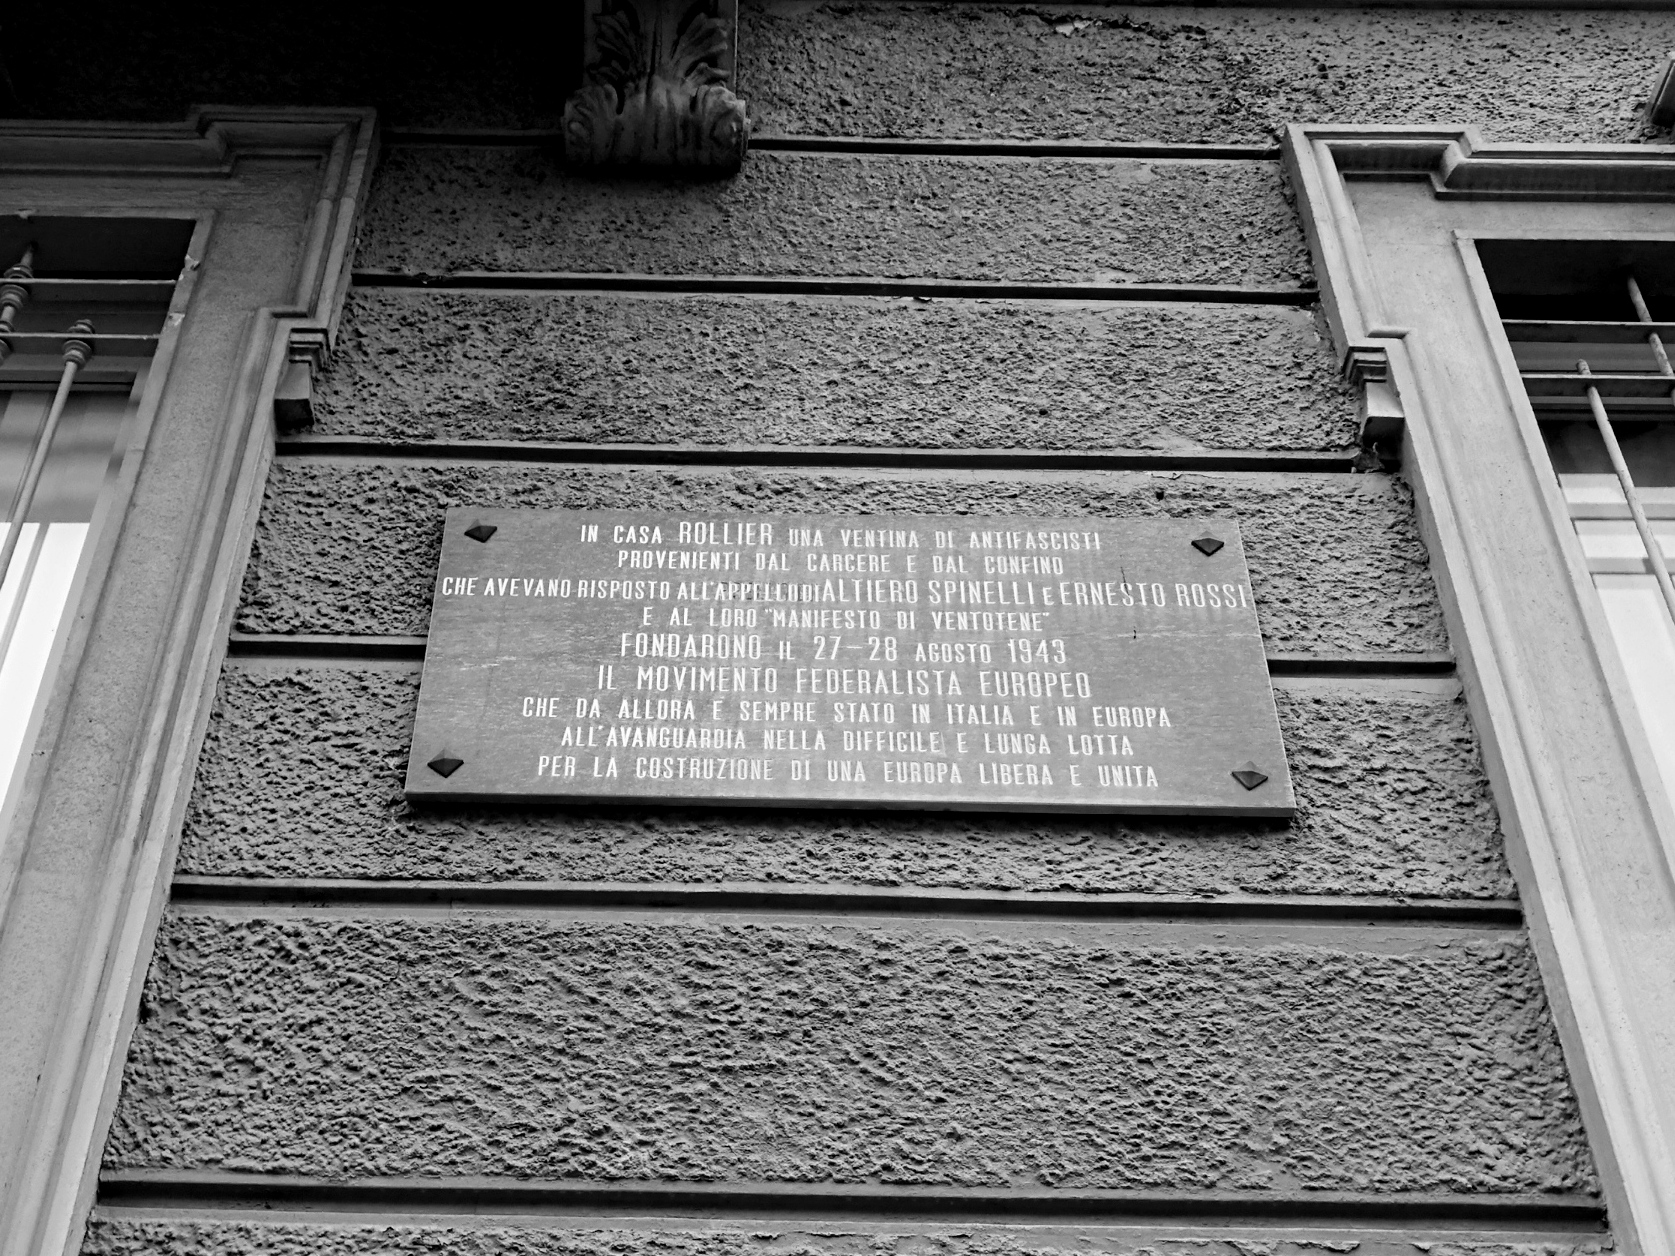 IN CASA ROLLIER UNA VENTINA DI ANTIFASCISTI
PROVENIENTI DAL CARCERE E DAL CONFINO
CHE AVEVANO RISPOSTO ALL'APPELLO DI ALTIERO SPINELLI E ERNESTO ROSSI
E AL LORO "MANIFESTO DI VENTOTENE"
FONDARONO IL 27-28 AGOSTO 1943
IL MOVIMENTO FEDERALISTA EUROPEO
CHE DA ALLORA E SEMPRE STATO IN ITALIA E IN EUROPA
ALL'AVANGUARDIA NELLA DIFFICILE E LUNGA LOTTA
PER LA COSTRUZIONE DI UNA EUROPA LIBERA E UNITA